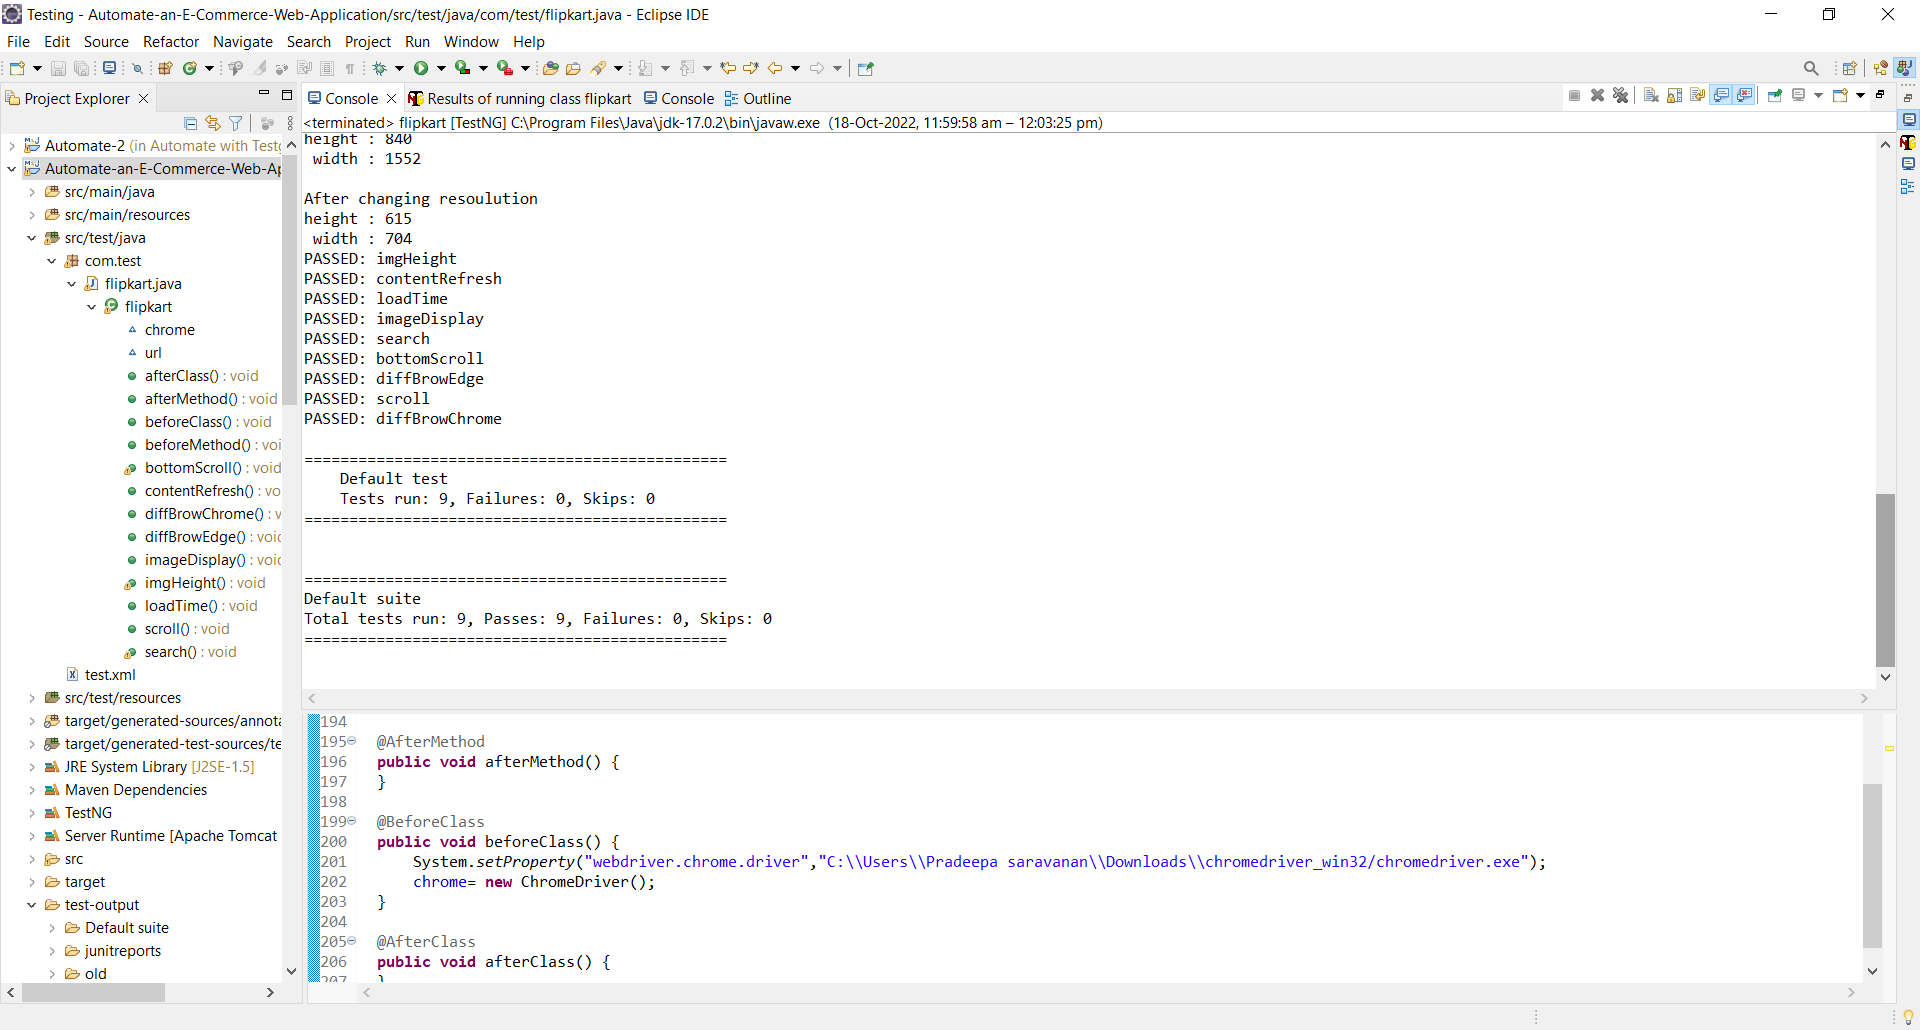 Testing - Automate-an-E-Commerce-Web-Application/src/test/java/com/test/flipkart.java - Eclipse IDE
File Edit Source Refactor Navigate Search Project Run Window Help
Project Explorer
Automate-2 (in Automate with Test
Automate-an-E-Commerce-Web-Ap
src/main/java
src/main/resources
src/test/java
com.test
flipkart.java
flipkart
chrome
url
afterClass() : void
afterMethod() : void
beforeClass() : void
beforeMethod() : voi
bottomScroll() : void
contentRefresh() : vo
diffBrowChrome() : v
diffBrowEdge() : void
imageDisplay() : void
imgHeight() : void
loadTime() : void
scroll() : void
search() : void
test.xml
src/test/resources
target/generated-sources/annota
target/generated-test-sources/te
JRE System Library [J2SE-1.5]
Maven Dependencies
TestNG
Server Runtime [Apache Tomcat
src
target
test-output
Default suite
junitreports
old
Console Results of running class flipkart Console Outline
<terminated> flipkart [TestNG] C:\Program Files\Java\jdk-17.0.2\bin\javaw.exe (18-Oct-2022, 11:59:58 am – 12:03:25 pm)
height : 840
width : 1552
After changing resoulution
height : 615
width : 704
PASSED: imgHeight
PASSED: contentRefresh
PASSED: loadTime
PASSED: imageDisplay
PASSED: search
PASSED: bottomScroll
PASSED: diffBrowEdge
PASSED: scroll
PASSED: diffBrowChrome
===============================================
Default test
Tests run: 9, Failures: 0, Skips: 0
===============================================
===============================================
Default suite
Total tests run: 9, Passes: 9, Failures: 0, Skips: 0
===============================================
194
195 @AfterMethod
196 public void afterMethod() {
197 }
198
199 @BeforeClass
200 public void beforeClass() {
201 System.setProperty("webdriver.chrome.driver","C:\\Users\\Pradeepa saravanan\\Downloads\\chromedriver_win32/chromedriver.exe");
202 chrome= new ChromeDriver();
203 }
204
205 @AfterClass
206 public void afterClass() {
207 }